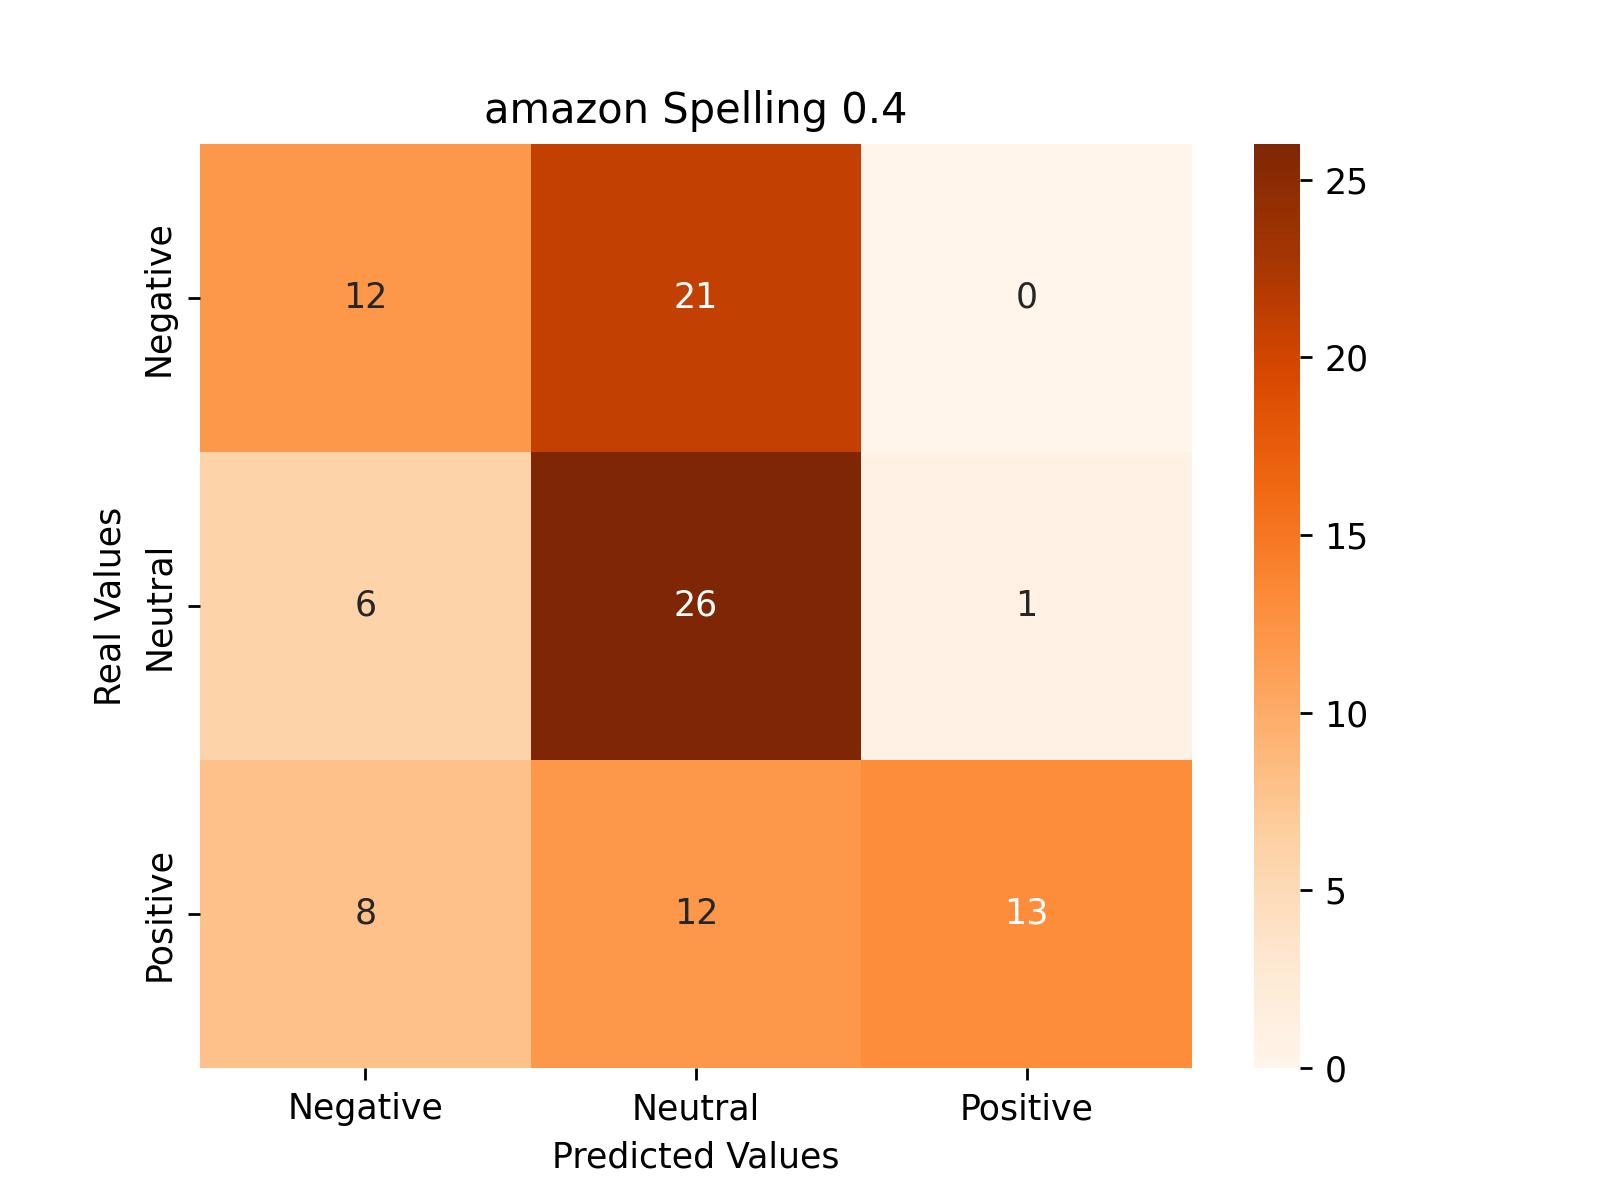 amazon Spelling 0.4
Real Values
Negative
12 21 0
Neutral
6 26 1
Positive
8 12 13
Negative Neutral Positive
Predicted Values
25
20
15
10
5
0